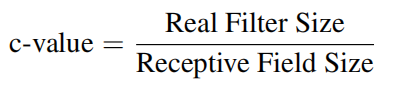 c-value = Real Filter Size / Receptive Field Size